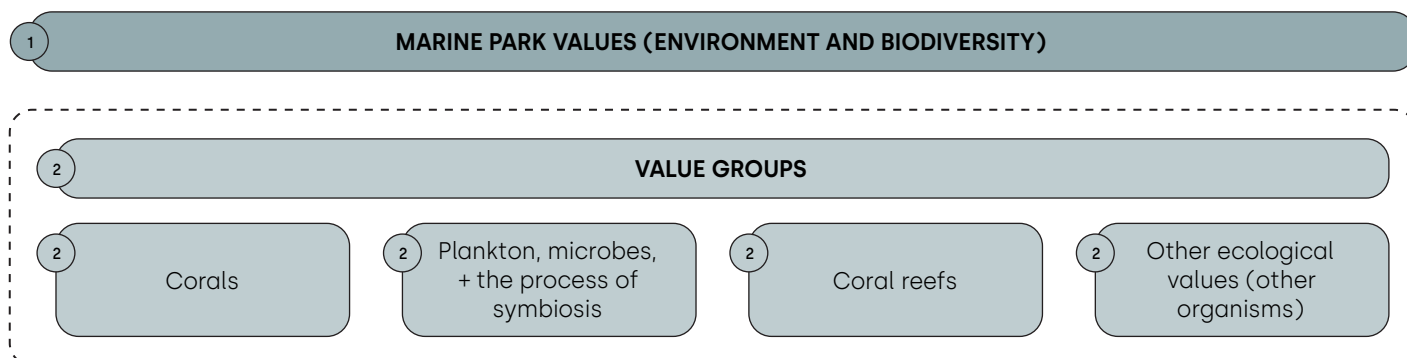 1
MARINE PARK VALUES (ENVIRONMENT AND BIODIVERSITY)
2
VALUE GROUPS
2
Corals
2
Plankton, microbes,
+ the process of
symbiosis
2
Coral reefs
2
Other ecological
values (other
organisms)